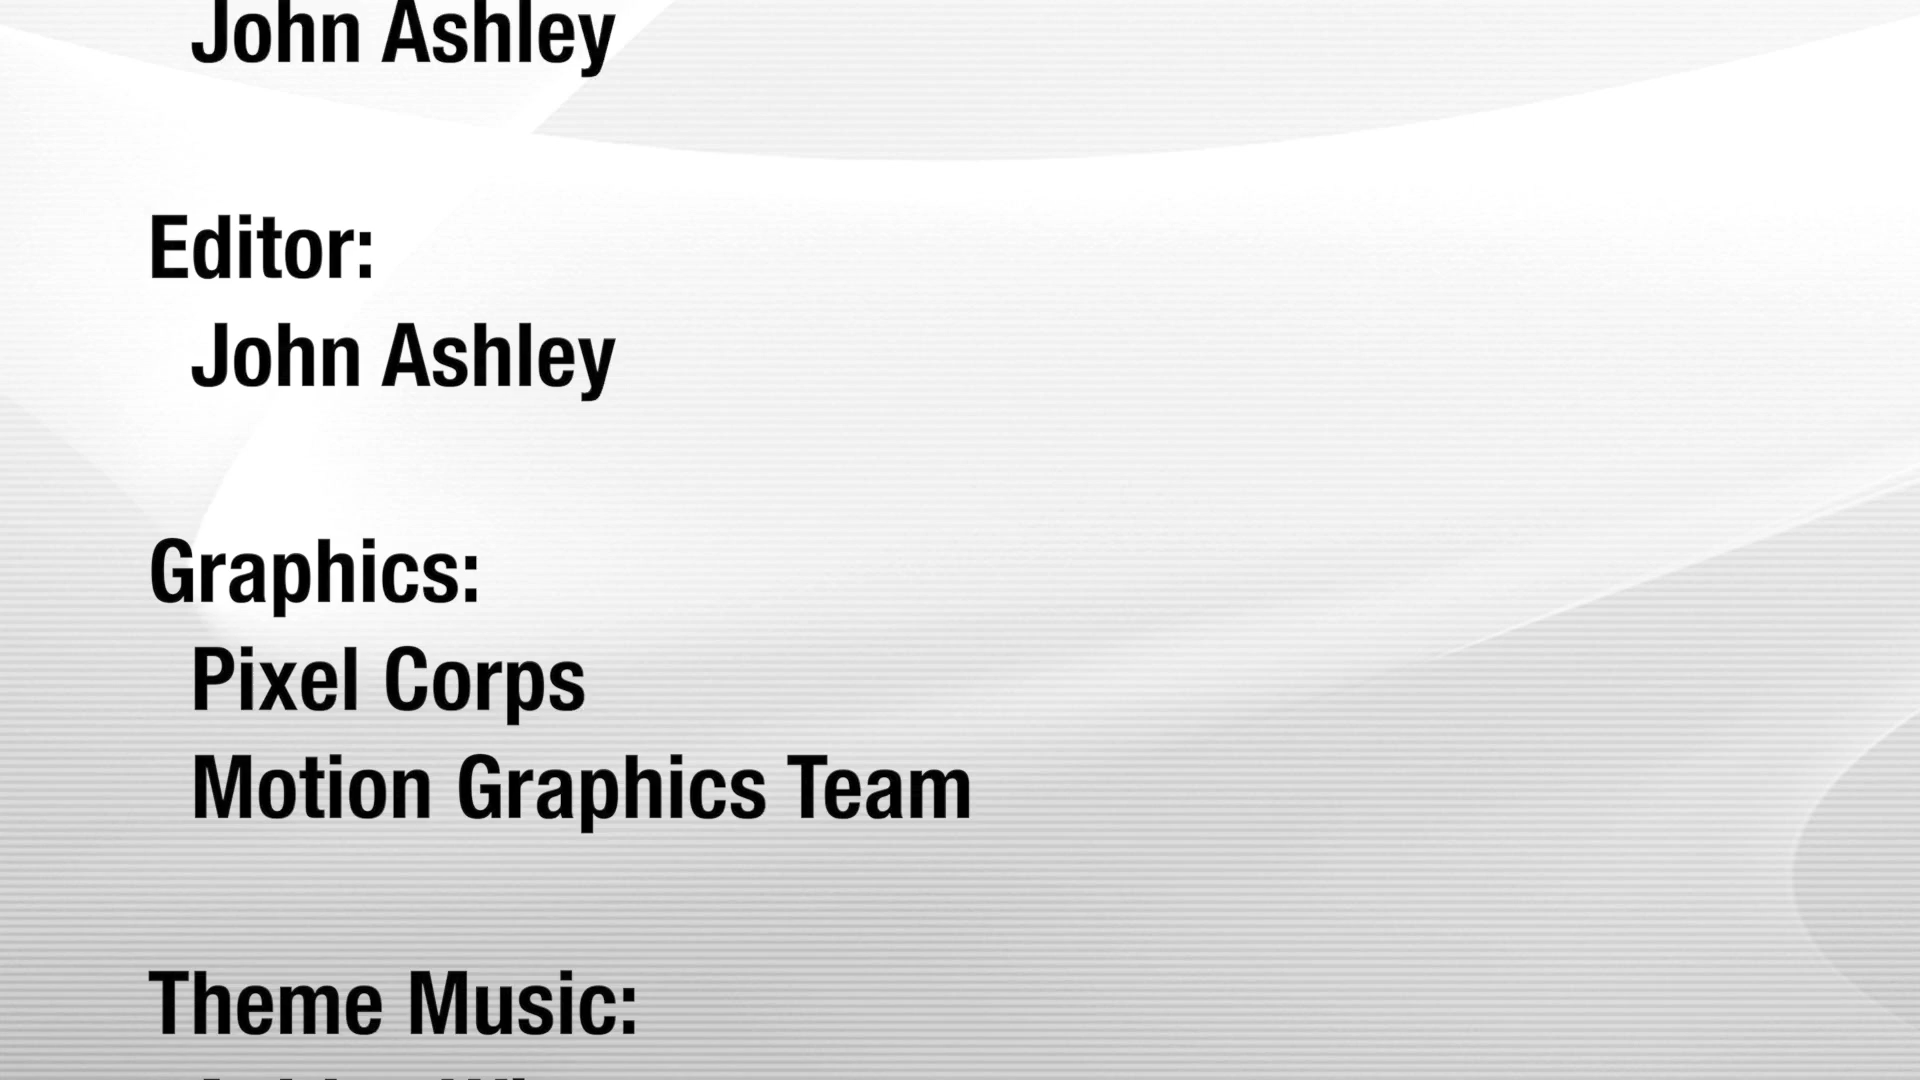 John Ashley
Editor:
John Ashley
Graphics:
Pixel Corps
Motion Graphics Team
Theme Music: